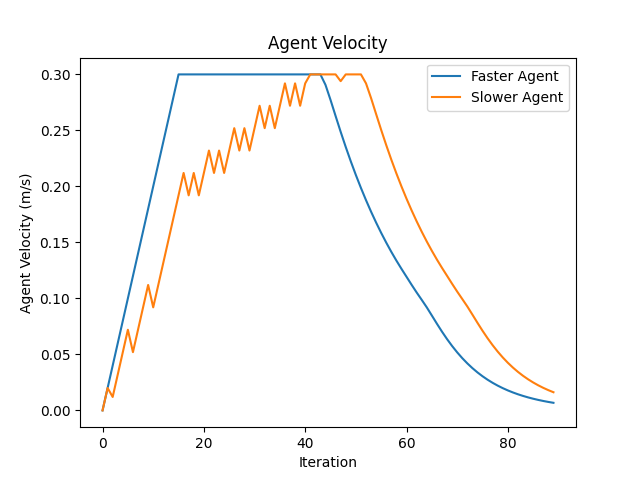 Agent Velocity
Faster Agent
Slower Agent
0.30
0.25
0.20
0.15
0.10
0.05
0.00
Agent Velocity (m/s)
0 20 40 60 80
Iteration